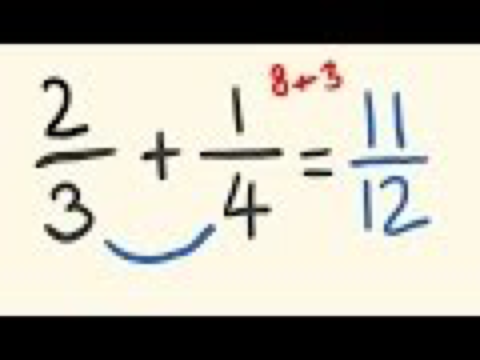 8+3
2/3 + 1/4 = 11/12